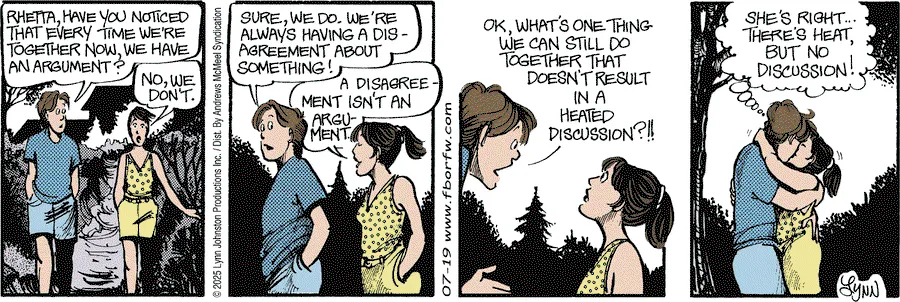 RHETTA, HAVE YOU NOTICED
THAT EVERY TIME WE'RE
TOGETHER NOW, WE HAVE
AN ARGUMENT?
NO, WE
DON'T.
© 2025 Lynn Johnston Productions Inc. / Dist. By Andrews McMeel Syndication
SURE, WE DO. WE'RE
ALWAYS HAVING A DIS-
AGREEMENT ABOUT
SOMETHING!
A DISAGREE-
MENT ISN'T AN
ARGU-
MENT.
07-19 www.fborfw.com
OK, WHAT'S ONE THING
WE CAN STILL DO
TOGETHER THAT
DOESN'T RESULT
IN A
HEATED
DISCUSSION?!!
SHE'S RIGHT...
THERE'S HEAT,
BUT NO
DISCUSSION!
LYNN